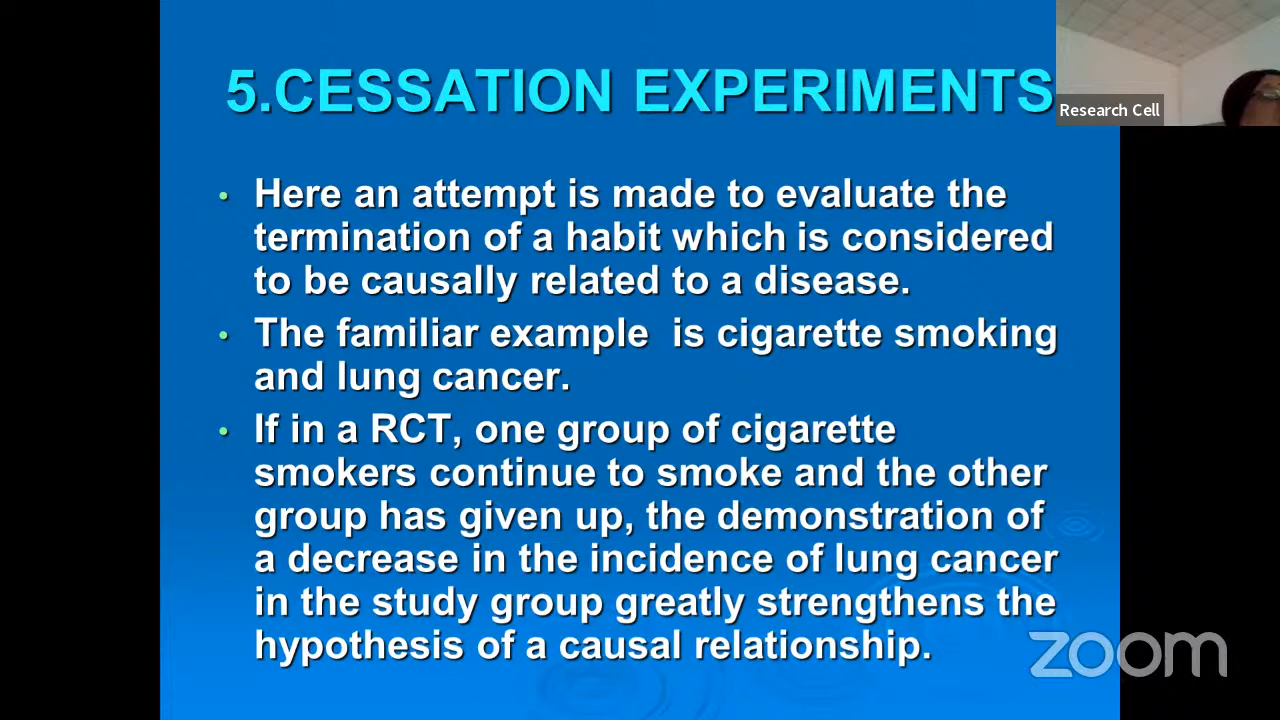 5.CESSATION EXPERIMENTS
Research Cell
• Here an attempt is made to evaluate the
termination of a habit which is considered
to be causally related to a disease.
• The familiar example is cigarette smoking
and lung cancer.
• If in a RCT, one group of cigarette
smokers continue to smoke and the other
group has given up, the demonstration of
a decrease in the incidence of lung cancer
in the study group greatly strengthens the
hypothesis of a causal relationship.
zoom